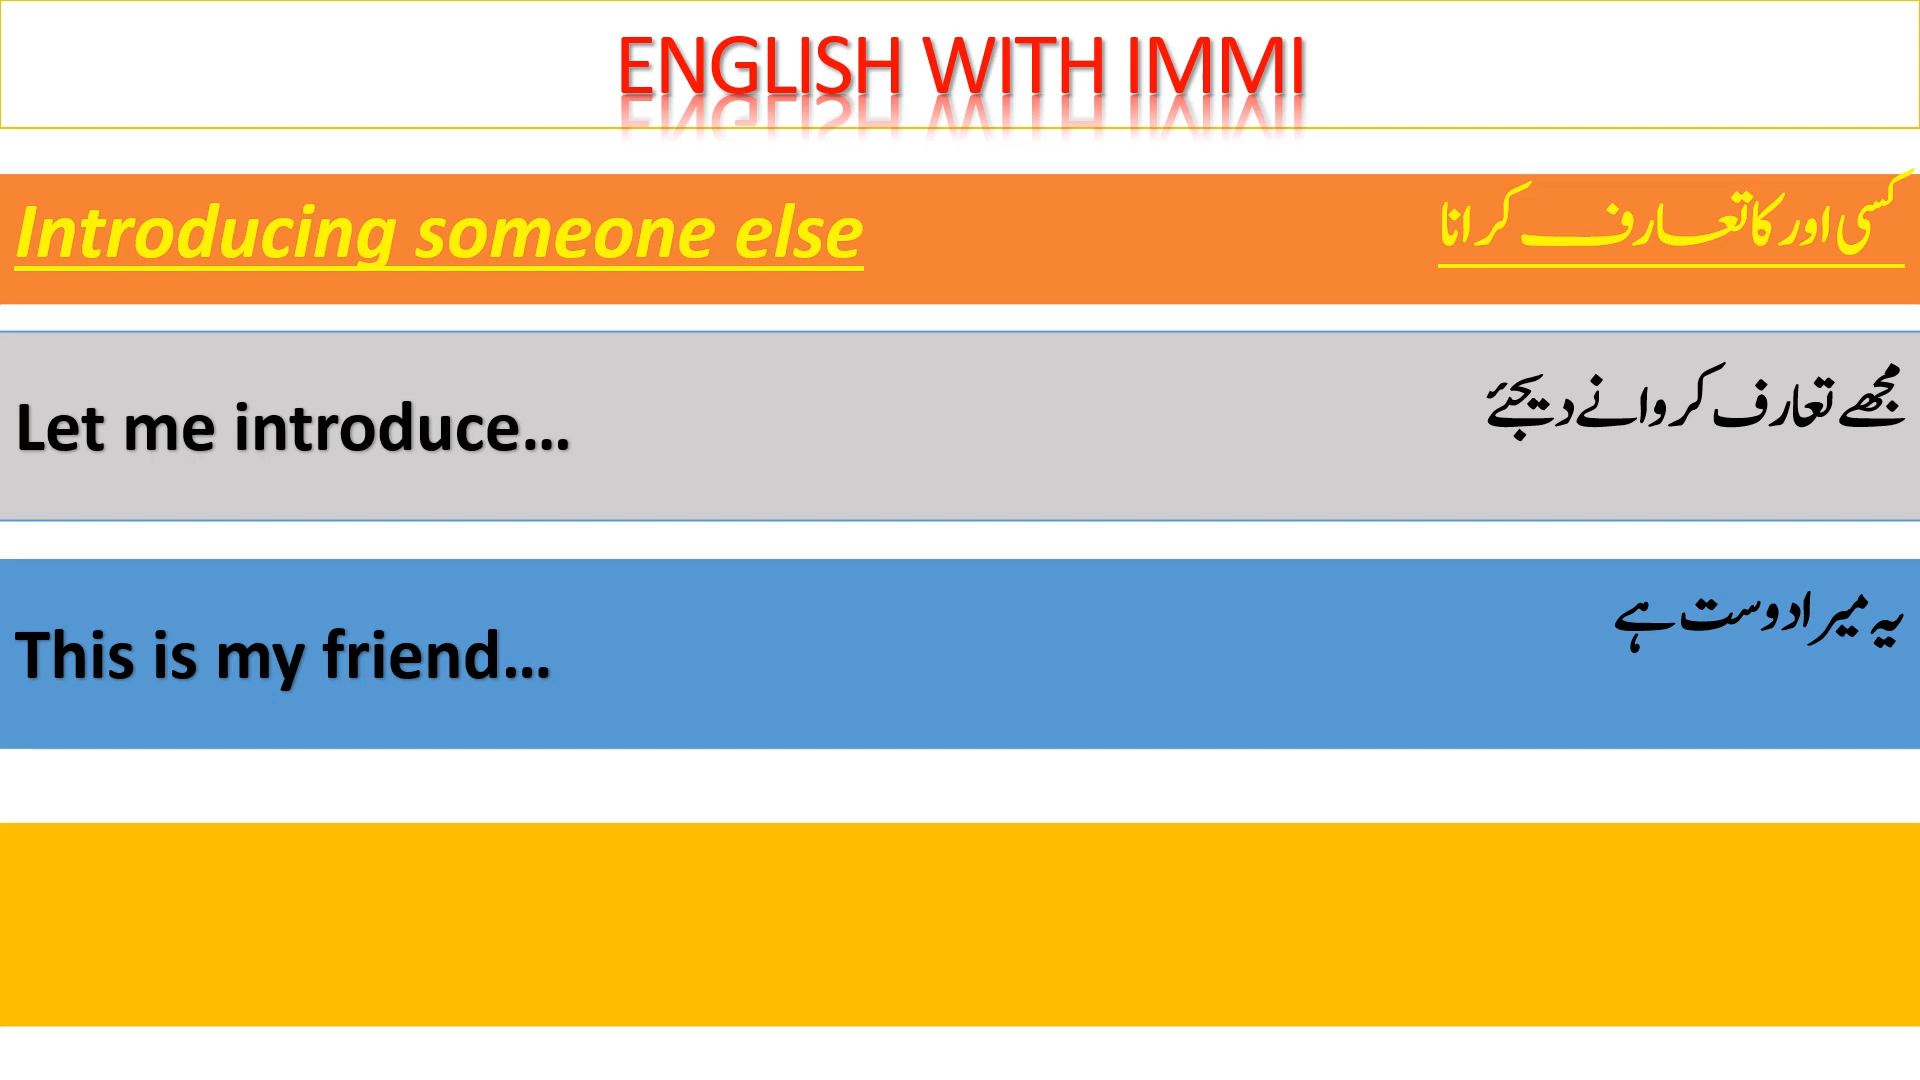 ENGLISH WITH IMMI
Introducing someone else
کسی اور کا تعارف کرانا
Let me introduce...
مجھے تعارف کروانے دیجئے
This is my friend...
یہ میرا دوست ہے